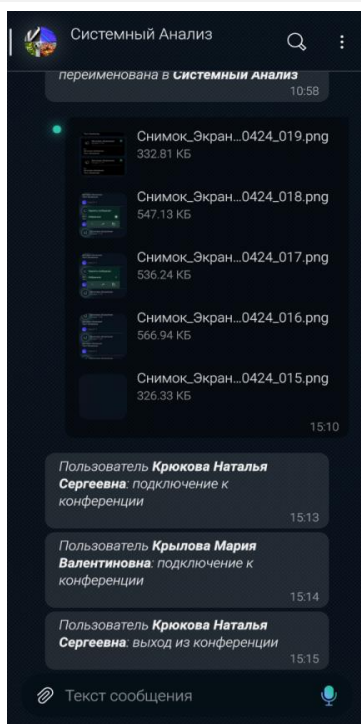 Системный Анализ
переименована в Системный Анализ
10:58
Снимок_Экран...0424_019.png
332.81 КБ
Снимок_Экран...0424_018.png
547.13 КБ
Снимок_Экран...0424_017.png
536.24 КБ
Снимок_Экран...0424_016.png
566.94 КБ
Снимок_Экран...0424_015.png
326.33 КБ
15:10
Пользователь Крюкова Наталья
Сергеевна: подключение к
конференции
15:13
Пользователь Крылова Мария
Валентиновна: подключение к
конференции
15:14
Пользователь Крюкова Наталья
Сергеевна: выход из конференции
15:15
Текст сообщения